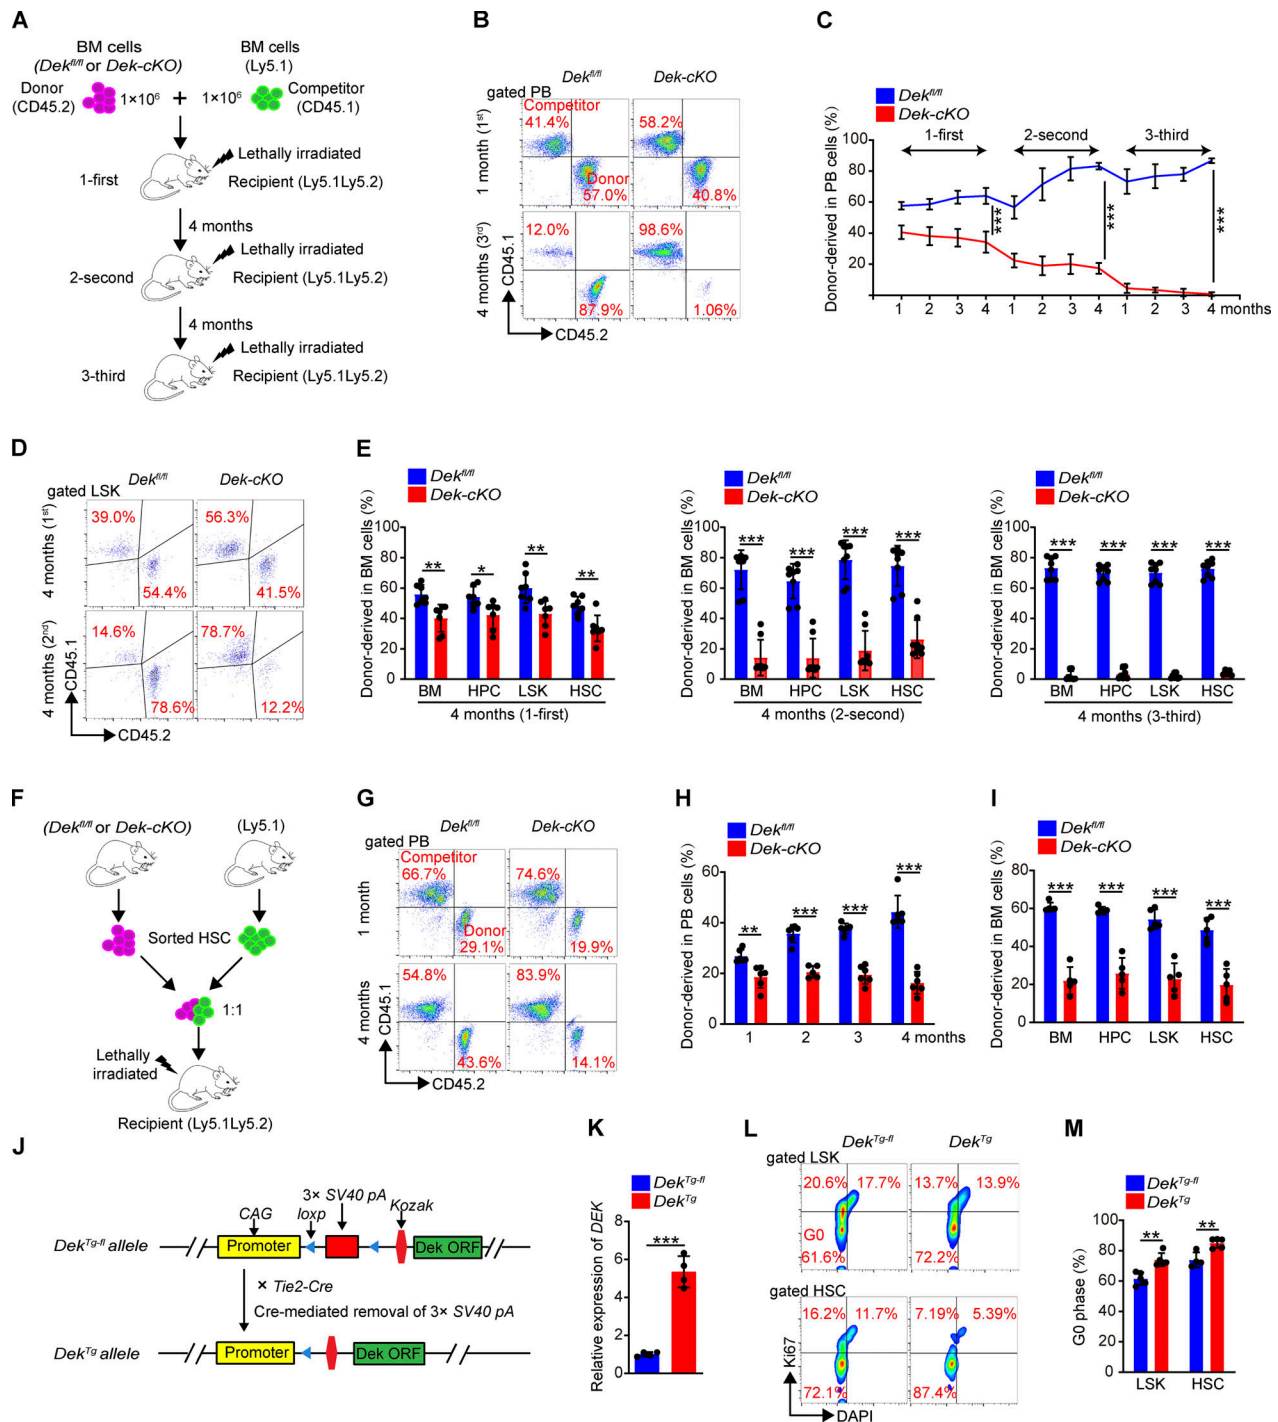 A
BM cells
(Dek^fl/fl or Dek-cKO)
BM cells
(Ly5.1)
Donor
(CD45.2)
1×10⁶
+
1×10⁶
Competitor
(CD45.1)
Lethally irradiated
1-first
Recipient (Ly5.1Ly5.2)
4 months
Lethally irradiated
2-second
Recipient (Ly5.1Ly5.2)
4 months
Lethally irradiated
3-third
Recipient (Ly5.1Ly5.2)
B
Dek^fl/fl
Dek-cKO
gated PB
Competitor
41.4%
58.2%
Donor
57.0%
40.8%
1 month (1st)
12.0%
98.6%
87.9%
1.06%
4 months (3rd)
CD45.1
CD45.2
C
Dek^fl/fl
Dek-cKO
Donor-derived in PB cells (%)
100
80
60
40
20
1-first
2-second
3-third
***
***
***
1 2 3 4 1 2 3 4 1 2 3 4 months
D
Dek^fl/fl
Dek-cKO
gated LSK
39.0%
56.3%
54.4%
41.5%
4 months (1st)
14.6%
78.7%
78.6%
12.2%
4 months (2nd)
CD45.1
CD45.2
E
Dek^fl/fl
Dek-cKO
Donor-derived in BM cells (%)
100
80
60
40
20
0
** * ** **
BM HPC LSK HSC
4 months (1-first)
Dek^fl/fl
Dek-cKO
Donor-derived in BM cells (%)
100
80
60
40
20
0
*** *** *** ***
BM HPC LSK HSC
4 months (2-second)
Dek^fl/fl
Dek-cKO
Donor-derived in BM cells (%)
100
80
60
40
20
0
*** *** *** ***
BM HPC LSK HSC
4 months (3-third)
F
(Dek^fl/fl or Dek-cKO)
(Ly5.1)
Sorted HSC
1:1
Lethally
irradiated
Recipient (Ly5.1Ly5.2)
G
Dek^fl/fl
Dek-cKO
gated PB
Competitor
66.7%
74.6%
Donor
29.1%
19.9%
1 month
54.8%
83.9%
43.6%
14.1%
4 months
CD45.1
CD45.2
H
Dek^fl/fl
Dek-cKO
Donor-derived in PB cells (%)
60
40
20
0
** *** *** ***
1 2 3 4 months
I
Dek^fl/fl
Dek-cKO
Donor-derived in BM cells (%)
80
60
40
20
0
*** *** *** ***
BM HPC LSK HSC
J
CAG
loxp
3× SV40 pA
Kozak
Dek^Tg-fl allele
Promoter
Dek ORF
× Tie2-Cre
Cre-mediated removal of 3× SV40 pA
Dek^Tg allele
Promoter
Dek ORF
K
Dek^Tg-fl
Dek^Tg
Relative expression of DEK
8
6
4
2
0
***
L
Dek^Tg-fl
Dek^Tg
gated LSK
20.6%
17.7%
13.7%
13.9%
G0
61.6%
72.2%
gated HSC
16.2%
11.7%
7.19%
5.39%
72.1%
87.4%
Ki67
DAPI
M
Dek^Tg-fl
Dek^Tg
G0 phase (%)
100
80
60
40
20
0
** **
LSK HSC